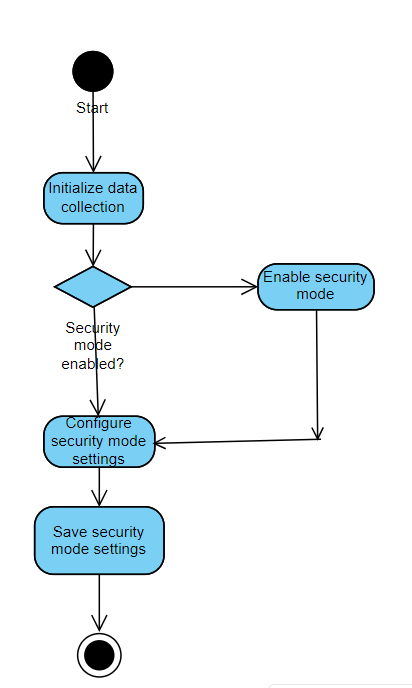 Start
Initialize data
collection
Enable security
mode
Security
mode
enabled?
Configure
security mode
settings
Save security
mode settings